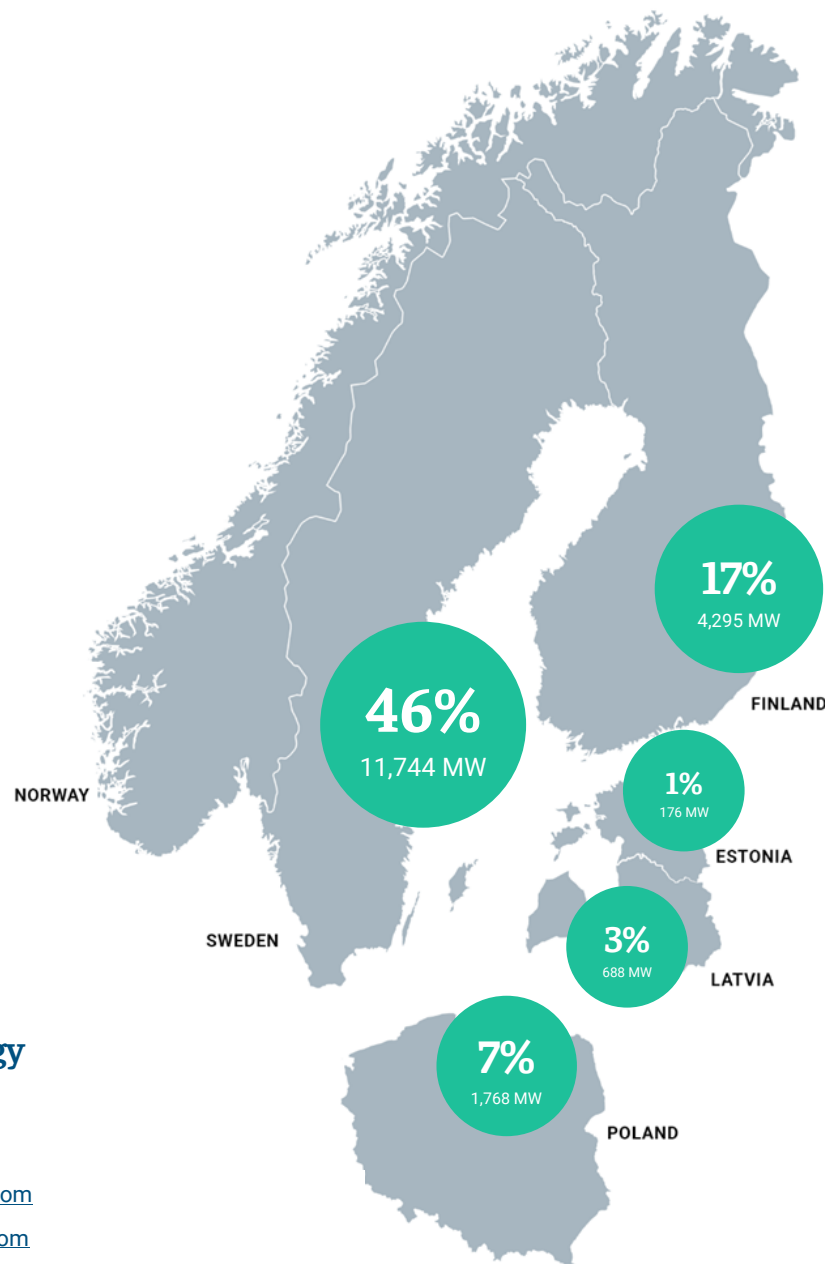 17%
4,295 MW
FINLAND
46%
11,744 MW
1%
176 MW
NORWAY
ESTONIA
SWEDEN
3%
688 MW
LATVIA
7%
1,768 MW
POLAND